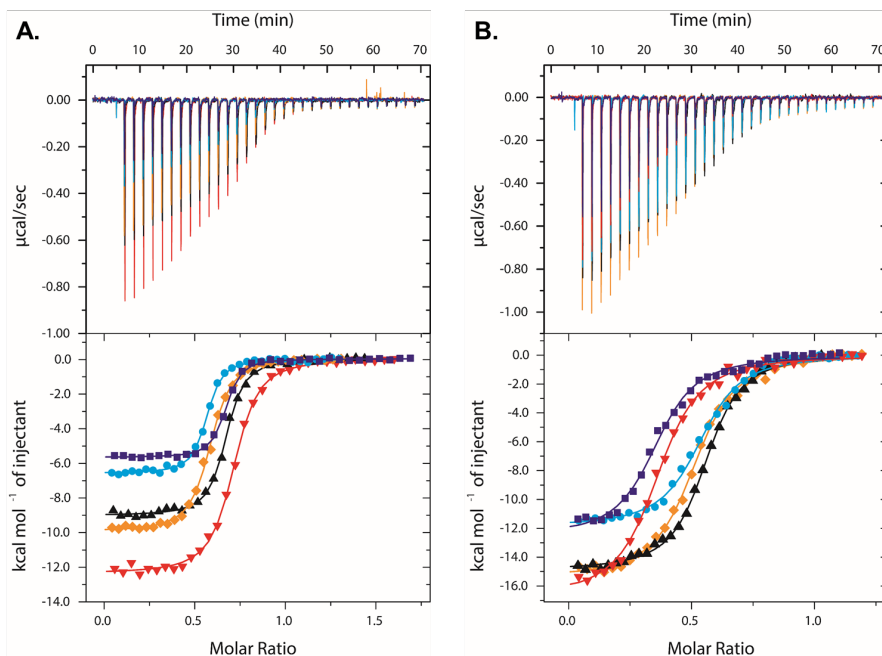 A.
Time (min)
0 10 20 30 40 50 60 70
0.00
-0.20
-0.40
-0.60
-0.80
-1.00
µcal/sec
0.0
-2.0
-4.0
-6.0
-8.0
-10.0
-12.0
-14.0
kcal mol -1 of injectant
0.0 0.5 1.0 1.5
Molar Ratio
B.
Time (min)
0 10 20 30 40 50 60 70
0.00
-0.20
-0.40
-0.60
-0.80
-1.00
µcal/sec
0.0
-2.0
-4.0
-6.0
-8.0
-10.0
-12.0
-14.0
-16.0
kcal mol -1 of injectant
0.0 0.5 1.0
Molar Ratio